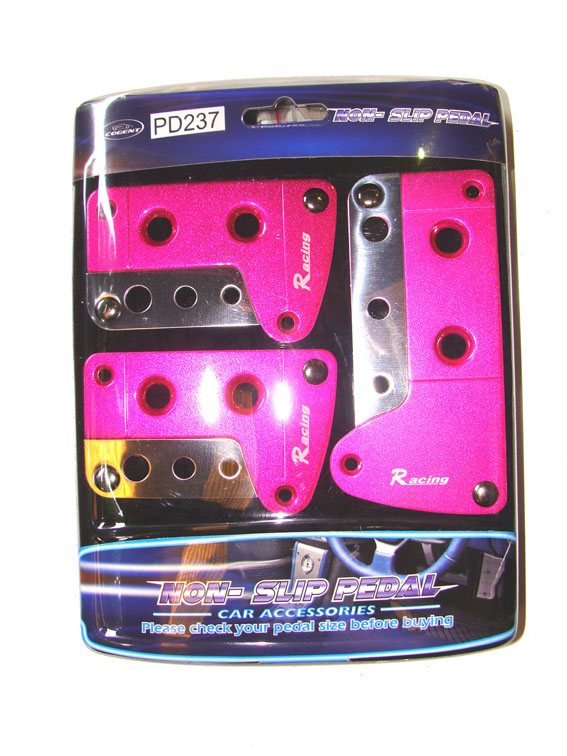 COGENT
PD237
NON- SLIP PEDAL
Racing
Racing
Racing
NON- SLIP PEDAL
CAR ACCESSORIES
Please check your pedal size before buying